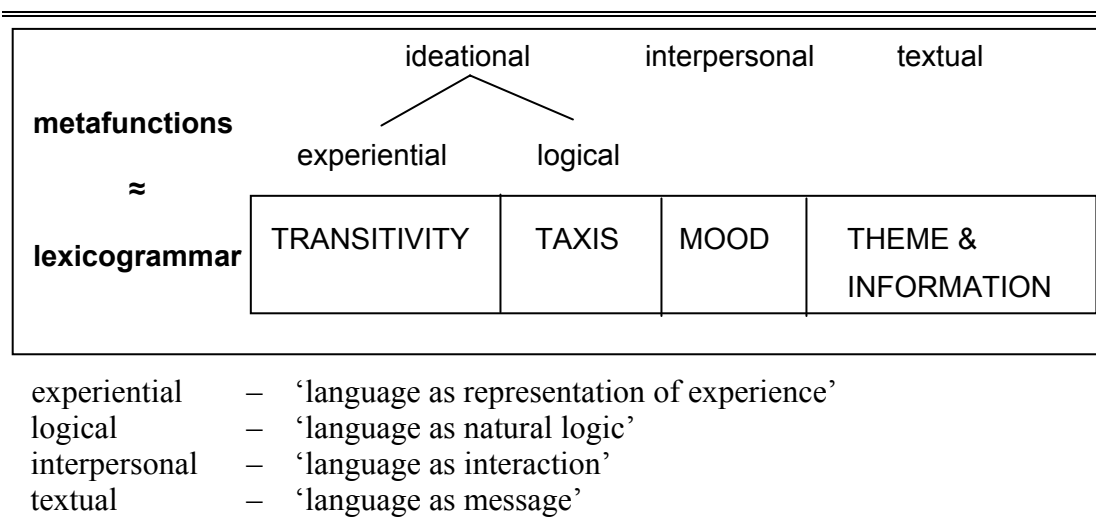 ideational interpersonal textual
metafunctions
experiential logical
≈
TRANSITIVITY TAXIS MOOD THEME &
lexicogrammar
INFORMATION
experiential – ‘language as representation of experience’
logical – ‘language as natural logic’
interpersonal – ‘language as interaction’
textual – ‘language as message’